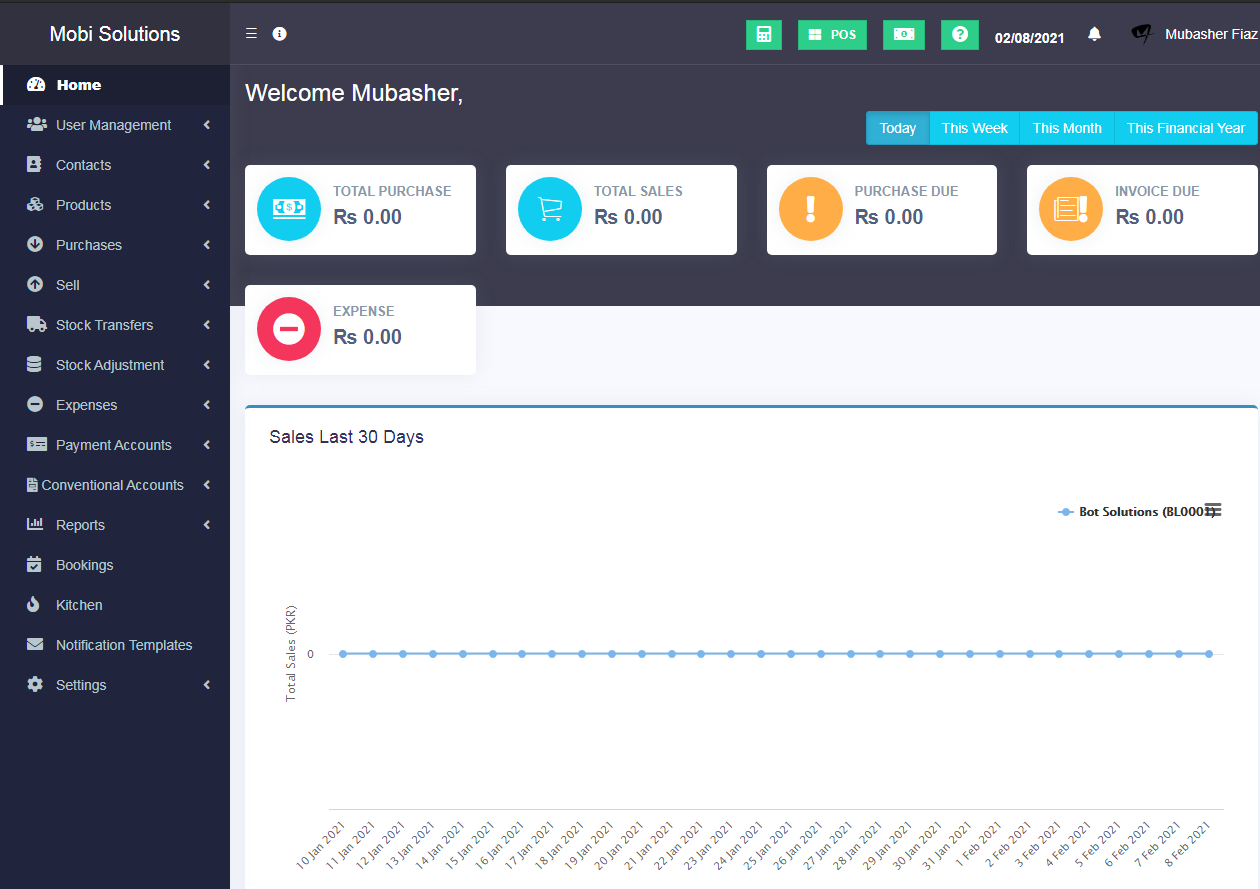 Mobi Solutions
POS
02/08/2021
Mubasher Fiaz
Home
User Management
Contacts
Products
Purchases
Sell
Stock Transfers
Stock Adjustment
Expenses
Payment Accounts
Conventional Accounts
Reports
Bookings
Kitchen
Notification Templates
Settings
Welcome Mubasher,
Today
This Week
This Month
This Financial Year
TOTAL PURCHASE
Rs 0.00
TOTAL SALES
Rs 0.00
PURCHASE DUE
Rs 0.00
INVOICE DUE
Rs 0.00
EXPENSE
Rs 0.00
Sales Last 30 Days
Bot Solutions (BL0001)
Total Sales (PKR)
0
10 Jan 2021
11 Jan 2021
12 Jan 2021
13 Jan 2021
14 Jan 2021
15 Jan 2021
16 Jan 2021
17 Jan 2021
18 Jan 2021
19 Jan 2021
20 Jan 2021
21 Jan 2021
22 Jan 2021
23 Jan 2021
24 Jan 2021
25 Jan 2021
26 Jan 2021
27 Jan 2021
28 Jan 2021
29 Jan 2021
30 Jan 2021
31 Jan 2021
1 Feb 2021
2 Feb 2021
3 Feb 2021
4 Feb 2021
5 Feb 2021
6 Feb 2021
7 Feb 2021
8 Feb 2021